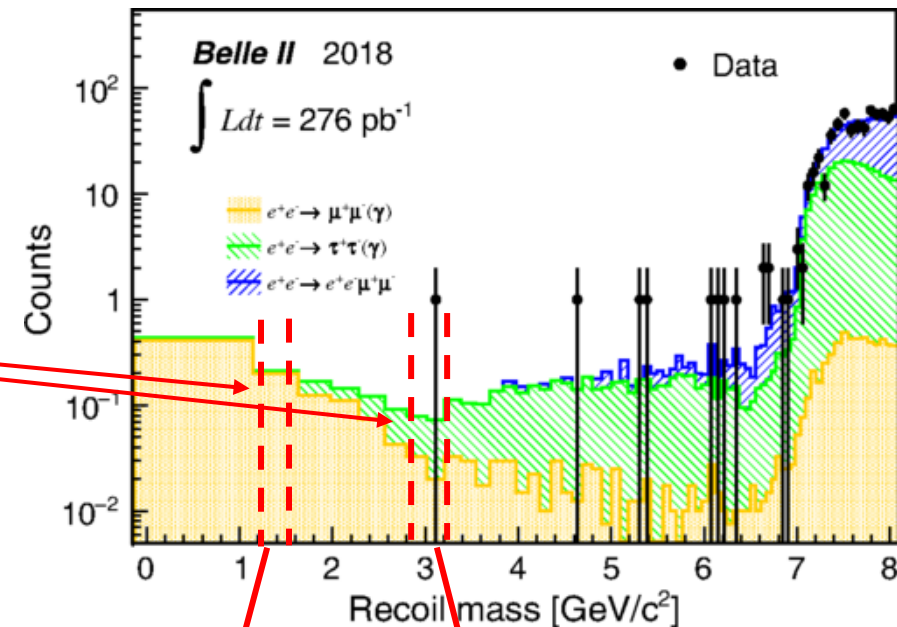 Belle II 2018
∫ Ldt = 276 pb⁻¹
Data
e⁺e⁻→ μ⁺μ⁻(γ)
e⁺e⁻→ τ⁺τ⁻(γ)
e⁺e⁻→ e⁺e⁻μ⁺μ⁻
Counts
10²
10
1
10⁻¹
10⁻²
0 1 2 3 4 5 6 7 8
Recoil mass [GeV/c²]